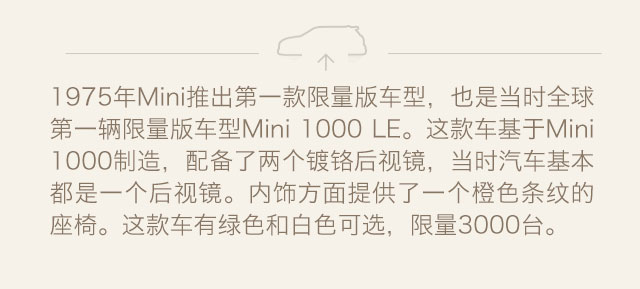 1975年Mini推出第一款限量版车型，也是当时全球
第一辆限量版车型Mini 1000 LE。这款车基于Mini
1000制造，配备了两个镀铬后视镜，当时汽车基本
都是一个后视镜。内饰方面提供了一个橙色条纹的
座椅。这款车有绿色和白色可选，限量3000台。